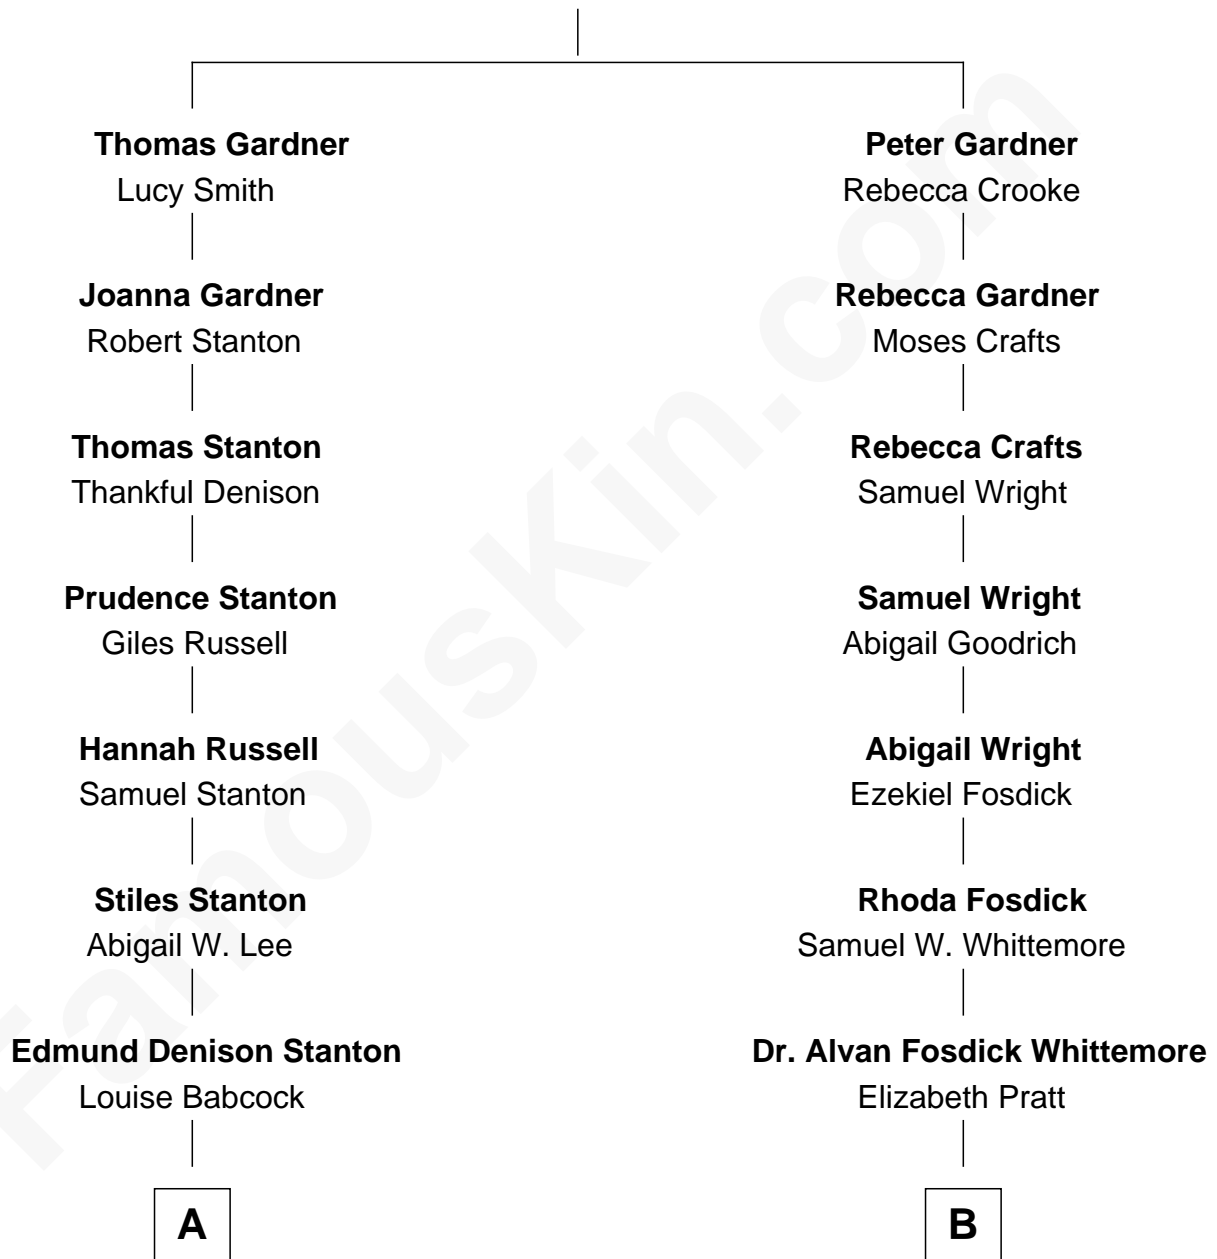 Thomas Gardner
Lucy Smith
Joanna Gardner
Robert Stanton
Thomas Stanton
Thankful Denison
Prudence Stanton
Giles Russell
Hannah Russell
Samuel Stanton
Stiles Stanton
Abigail W. Lee
Edmund Denison Stanton
Louise Babcock
A
Peter Gardner
Rebecca Crooke
Rebecca Gardner
Moses Crafts
Rebecca Crafts
Samuel Wright
Samuel Wright
Abigail Goodrich
Abigail Wright
Ezekiel Fosdick
Rhoda Fosdick
Samuel W. Whittemore
Dr. Alvan Fosdick Whittemore
Elizabeth Pratt
B
FamousKin.com